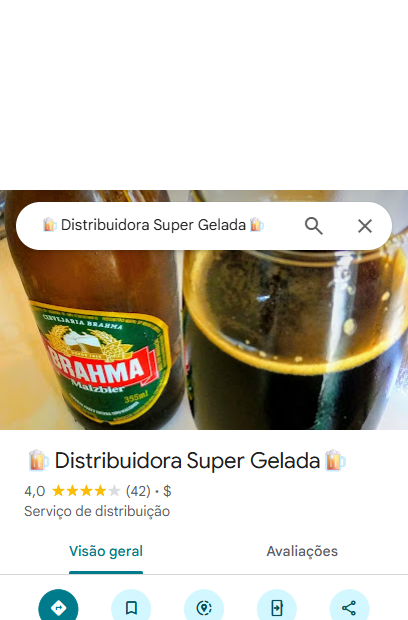 🍺 Distribuidora Super Gelada 🍺
CERVEJARIA BRAHMA
BRAHMA
Malzbier
355ml
🍺 Distribuidora Super Gelada 🍺
4,0 ★★★★★ (42) · $
Serviço de distribuição
Visão geral Avaliações